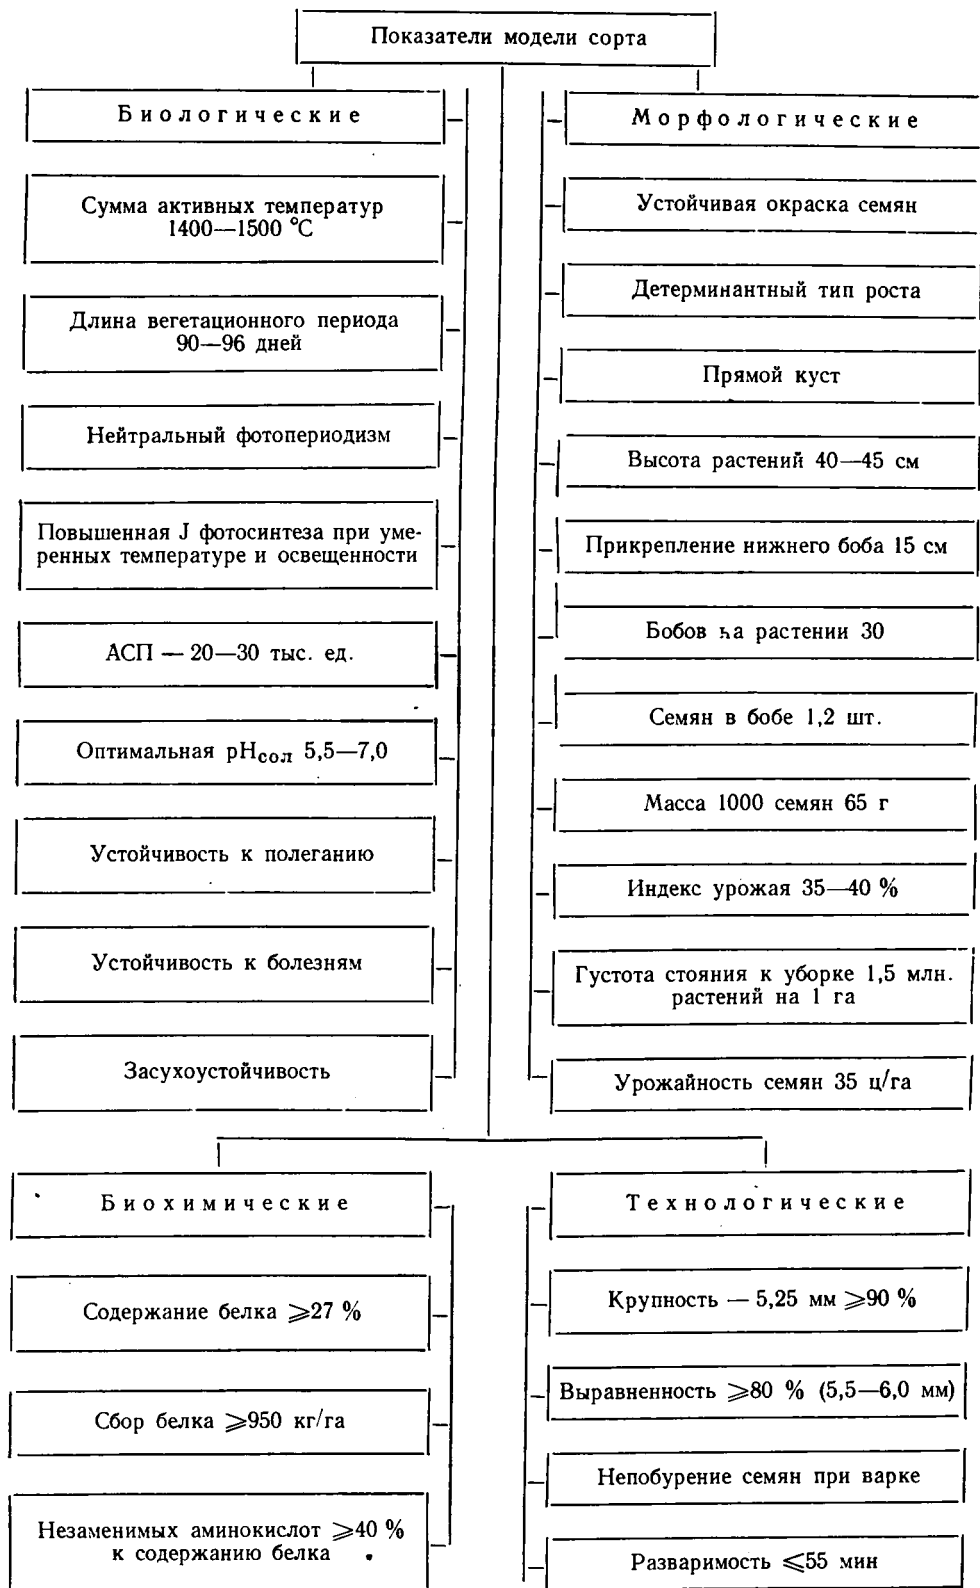 Показатели модели сорта
Биологические
Сумма активных температур
1400—1500 °C
Длина вегетационного периода
90—96 дней
Нейтральный фотопериодизм
Повышенная J фотосинтеза при уме-
ренных температуре и освещенности
АСП — 20—30 тыс. ед.
Оптимальная pHсол 5,5—7,0
Устойчивость к полеганию
Устойчивость к болезням
Засухоустойчивость
Морфологические
Устойчивая окраска семян
Детерминантный тип роста
Прямой куст
Высота растений 40—45 см
Прикрепление нижнего боба 15 см
Бобов на растении 30
Семян в бобе 1,2 шт.
Масса 1000 семян 65 г
Индекс урожая 35—40 %
Густота стояния к уборке 1,5 млн.
растений на 1 га
Урожайность семян 35 ц/га
Биохимические
Содержание белка ⩾27 %
Сбор белка ⩾950 кг/га
Незаменимых аминокислот ⩾40 %
к содержанию белка
Технологические
Крупность — 5,25 мм ⩾90 %
Выравненность ⩾80 % (5,5—6,0 мм)
Непобурение семян при варке
Разваримость ⩽55 мин